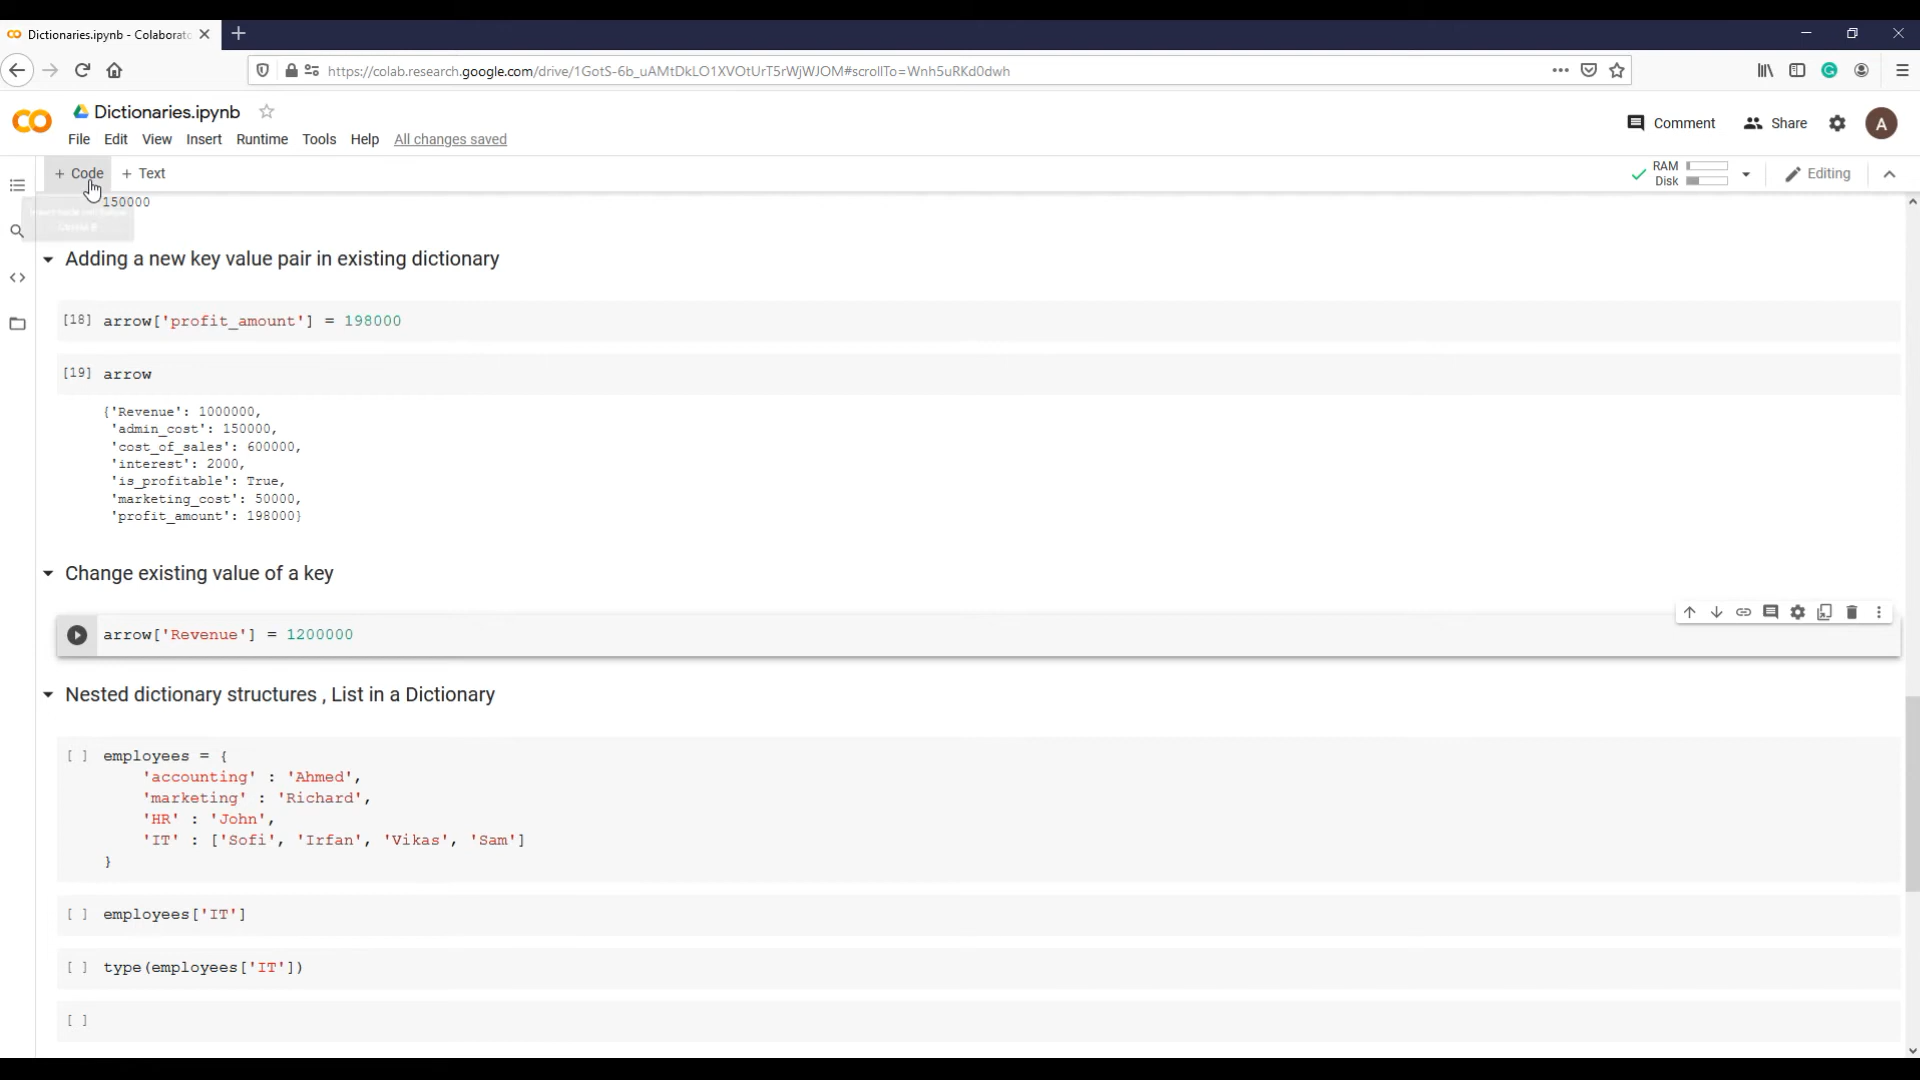 Dictionaries.ipynb - Colaborato
https://colab.research.google.com/drive/1GotS-6b_uAMtDkLO1XVOtUrT5rWjWJOM#scrollTo=Wnh5uRKd0dwh
Dictionaries.ipynb
Comment
Share
A
File Edit View Insert Runtime Tools Help All changes saved
+ Code + Text
RAM
Disk
Editing
150000
Adding a new key value pair in existing dictionary
[18] arrow['profit_amount'] = 198000
[19] arrow
{'Revenue': 1000000,
'admin_cost': 150000,
'cost_of_sales': 600000,
'interest': 2000,
'is_profitable': True,
'marketing_cost': 50000,
'profit_amount': 198000}
Change existing value of a key
arrow['Revenue'] = 1200000
Nested dictionary structures , List in a Dictionary
[ ] employees = {
'accounting' : 'Ahmed',
'marketing' : 'Richard',
'HR' : 'John',
'IT' : ['Sofi', 'Irfan', 'Vikas', 'Sam']
}
[ ] employees['IT']
[ ] type(employees['IT'])
[ ]